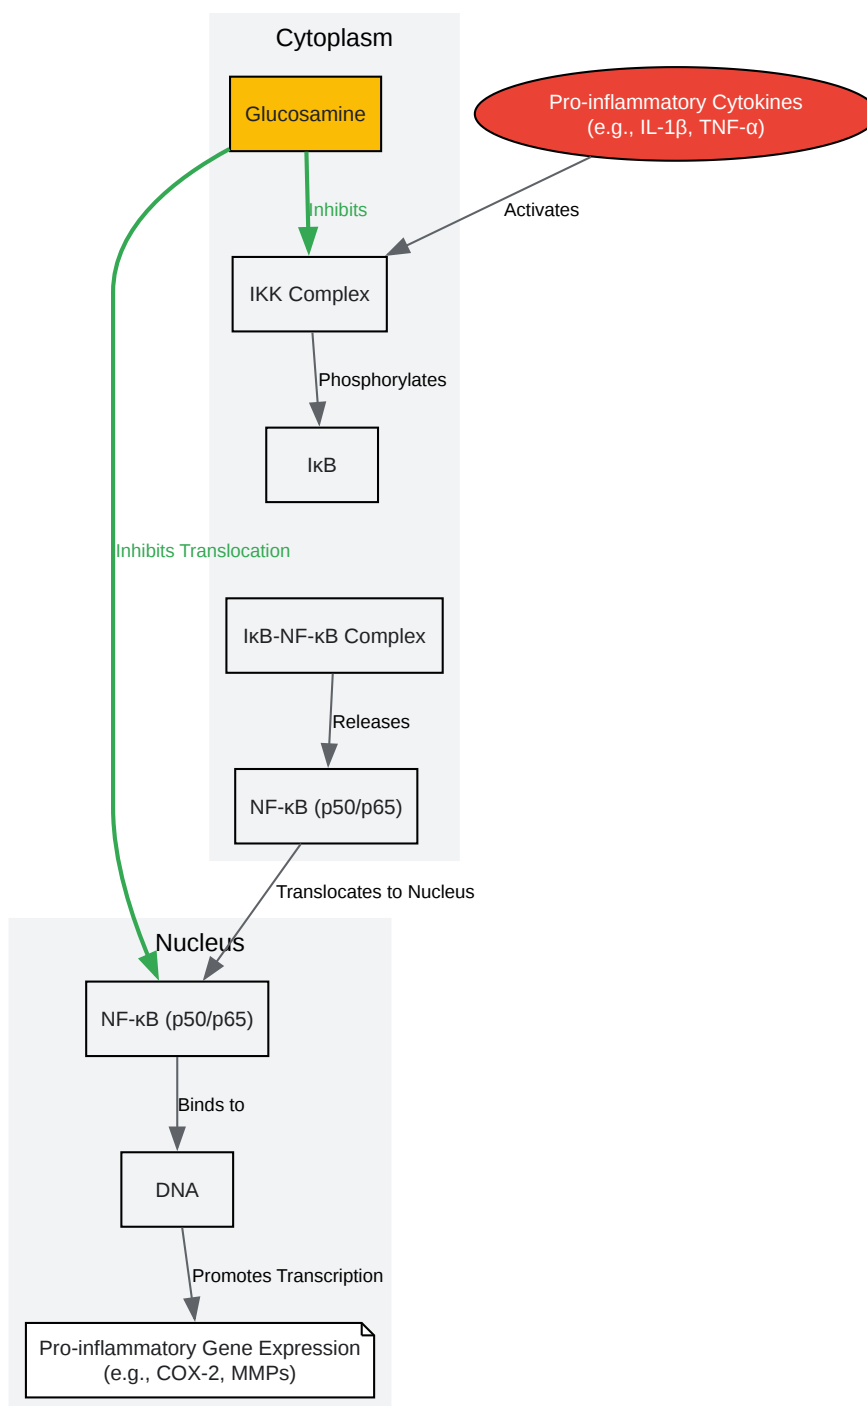 Cytoplasm
Glucosamine
Pro-inflammatory Cytokines
(e.g., IL-1β, TNF-α)
Inhibits
Activates
IKK Complex
Phosphorylates
IκB
Inhibits Translocation
IκB-NF-κB Complex
Releases
NF-κB (p50/p65)
Translocates to Nucleus
Nucleus
NF-κB (p50/p65)
Binds to
DNA
Promotes Transcription
Pro-inflammatory Gene Expression
(e.g., COX-2, MMPs)